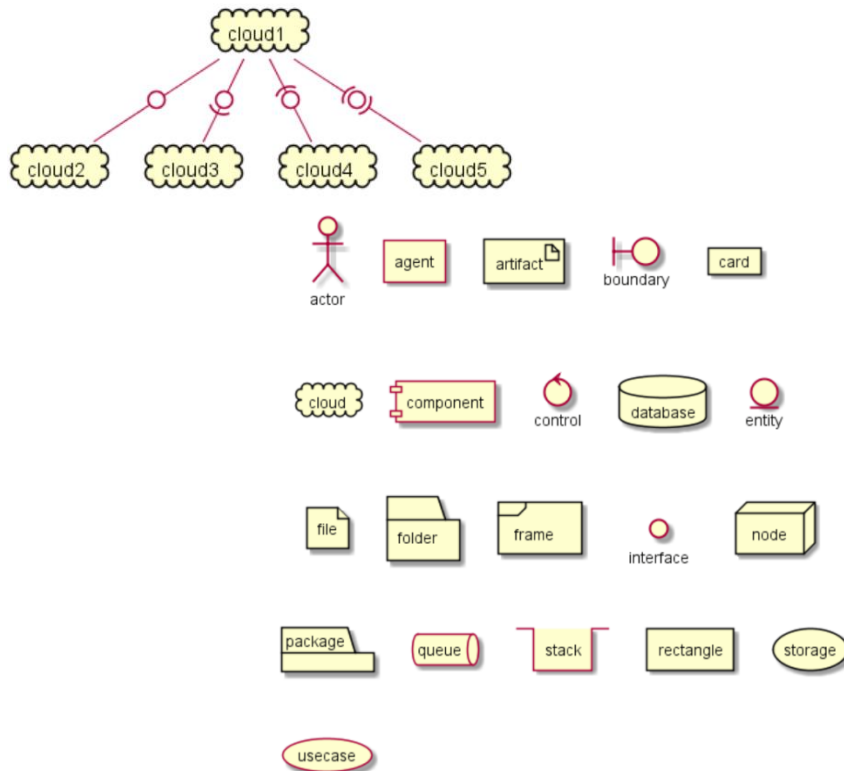 cloud1
cloud2 cloud3 cloud4 cloud5
actor agent artifact boundary card
cloud component control database entity
file folder frame interface node
package queue stack rectangle storage
usecase